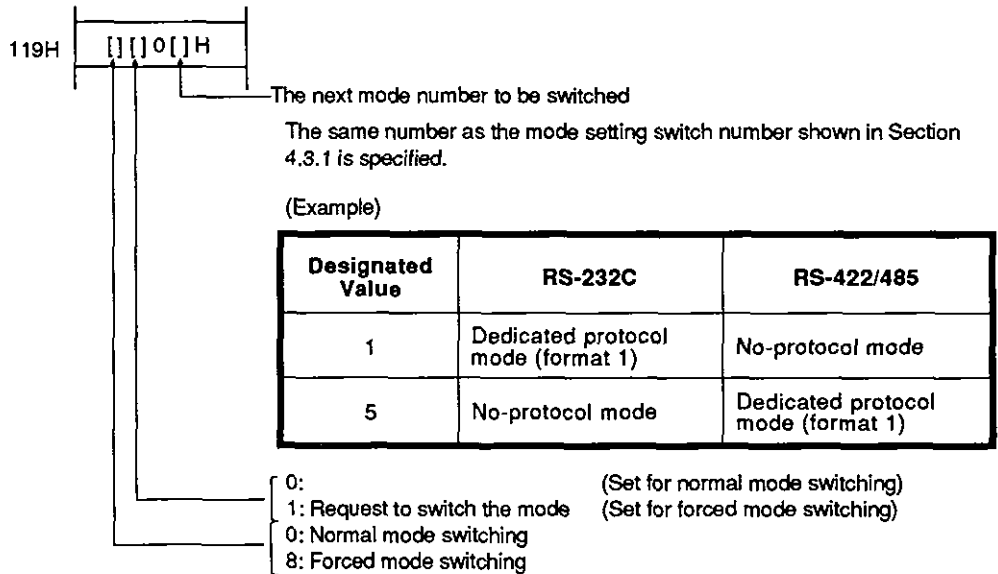 119H [] [] 0 [] H
The next mode number to be switched
The same number as the mode setting switch number shown in Section
4.3.1 is specified.
(Example)
Designated Value RS-232C RS-422/485
1 Dedicated protocol mode (format 1) No-protocol mode
5 No-protocol mode Dedicated protocol mode (format 1)
0: (Set for normal mode switching)
1: Request to switch the mode (Set for forced mode switching)
0: Normal mode switching
8: Forced mode switching